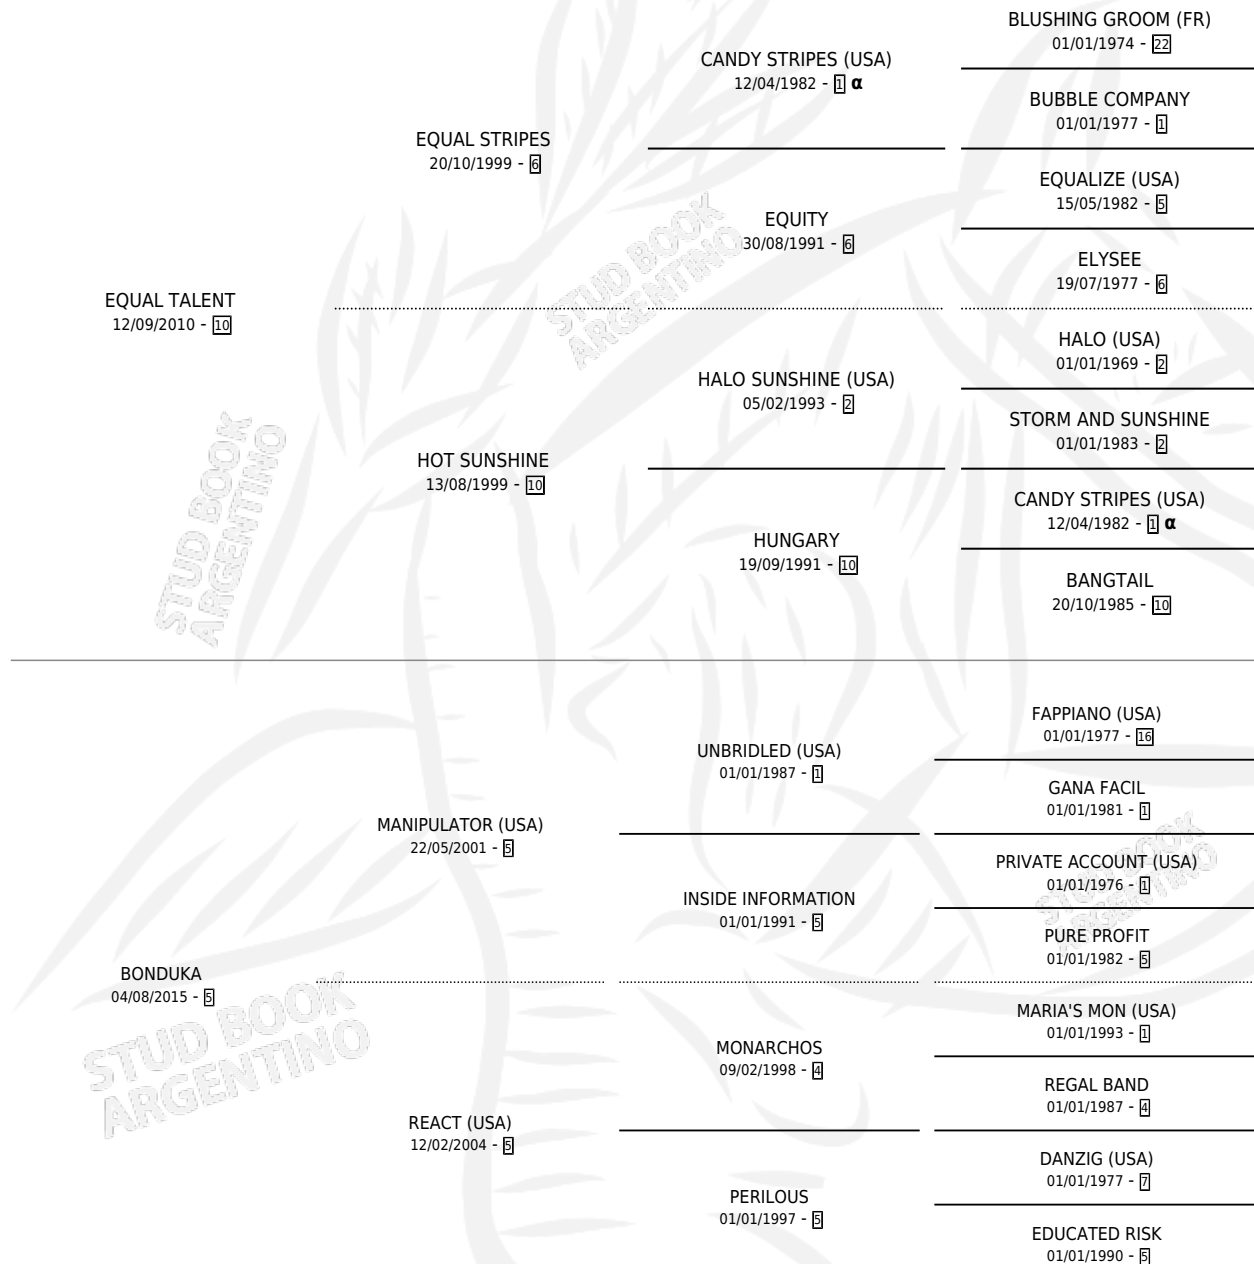 BLUSHING GROOM (FR)
01/01/1974 - 22
CANDY STRIPES (USA)
12/04/1982 - 1 α
BUBBLE COMPANY
01/01/1977 - 1
EQUAL STRIPES
20/10/1999 - 6
EQUALIZE (USA)
15/05/1982 - 5
EQUITY
30/08/1991 - 6
ELYSEE
19/07/1977 - 6
STUD BOOK
ARGENTINO
EQUAL TALENT
12/09/2010 - 10
HALO (USA)
01/01/1969 - 2
HALO SUNSHINE (USA)
05/02/1993 - 2
STORM AND SUNSHINE
01/01/1983 - 2
HOT SUNSHINE
13/08/1999 - 10
CANDY STRIPES (USA)
12/04/1982 - 1 α
HUNGARY
19/09/1991 - 10
BANGTAIL
20/10/1985 - 10
STUD BOOK
ARGENTINO
FAPPIANO (USA)
01/01/1977 - 16
UNBRIDLED (USA)
01/01/1987 - 1
GANA FACIL
01/01/1981 - 1
MANIPULATOR (USA)
22/05/2001 - 5
PRIVATE ACCOUNT (USA)
01/01/1976 - 1
INSIDE INFORMATION
01/01/1991 - 5
PURE PROFIT
01/01/1982 - 5
STUD BOOK
ARGENTINO
BONDUKA
04/08/2015 - 5
MARIA'S MON (USA)
01/01/1993 - 1
MONARCHOS
09/02/1998 - 4
REGAL BAND
01/01/1987 - 4
STUD BOOK
ARGENTINO
REACT (USA)
12/02/2004 - 5
DANZIG (USA)
01/01/1977 - 7
PERILOUS
01/01/1997 - 5
EDUCATED RISK
01/01/1990 - 5